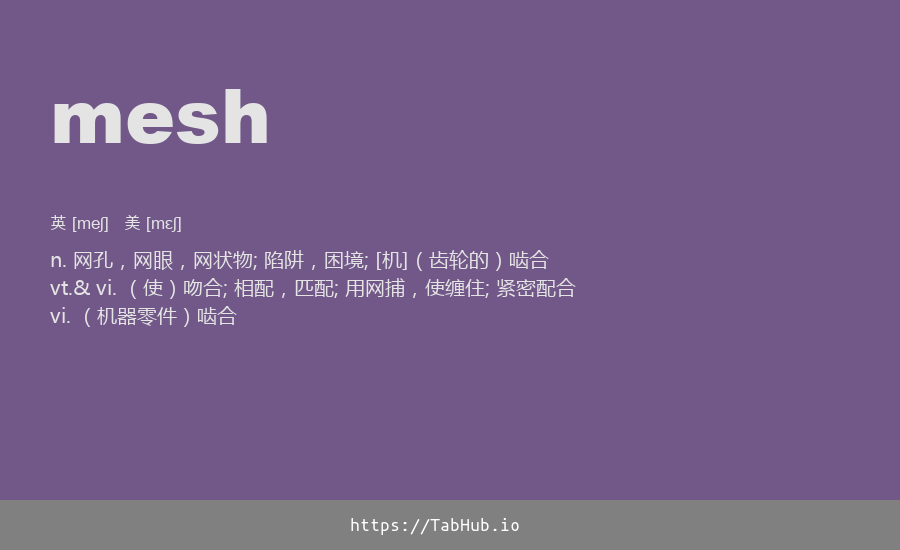 mesh
英 [meʃ] 美 [mɛʃ]
n. 网孔，网眼，网状物; 陷阱，困境; [机]（齿轮的）啮合
vt.& vi. （使）吻合; 相配，匹配; 用网捕，使缠住; 紧密配合
vi. （机器零件）啮合
https://TabHub.io